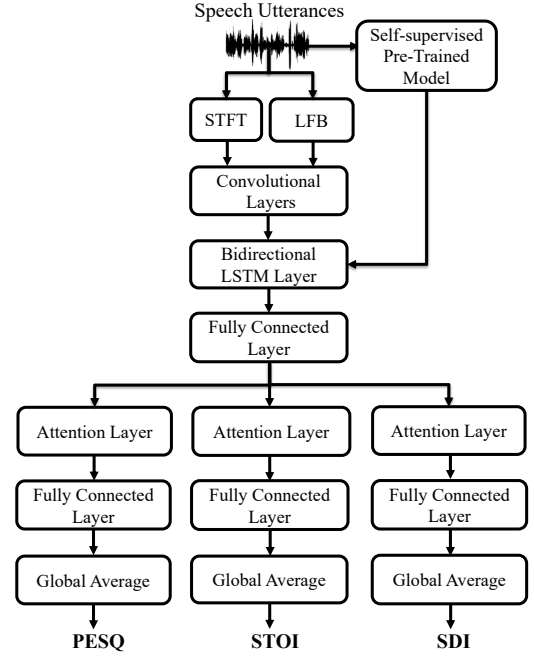 Speech Utterances
Self-supervised
Pre-Trained
Model
STFT
LFB
Convolutional
Layers
Bidirectional
LSTM Layer
Fully Connected
Layer
Attention Layer
Attention Layer
Attention Layer
Fully Connected
Layer
Fully Connected
Layer
Fully Connected
Layer
Global Average
Global Average
Global Average
PESQ
STOI
SDI